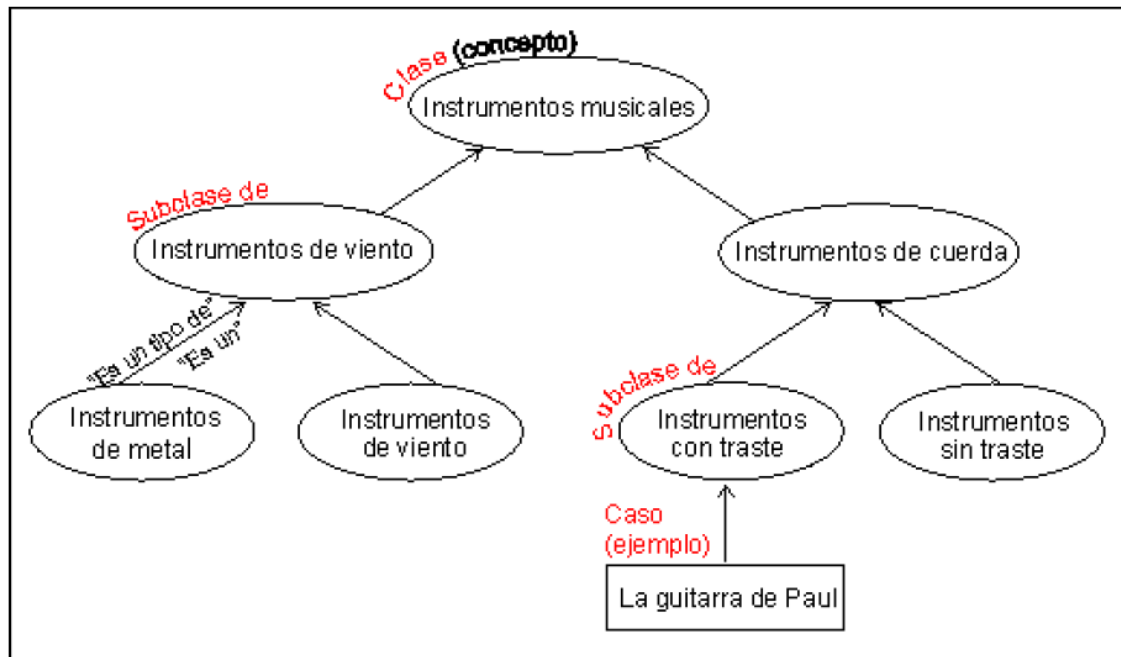 Clase (concepto)
Instrumentos musicales
Subclase de
Instrumentos de viento
Instrumentos de cuerda
"Es un tipo de"
"Es un"
Subclase de
Instrumentos
de metal
Instrumentos
de viento
Instrumentos
con traste
Instrumentos
sin traste
Caso
(ejemplo)
La guitarra de Paul